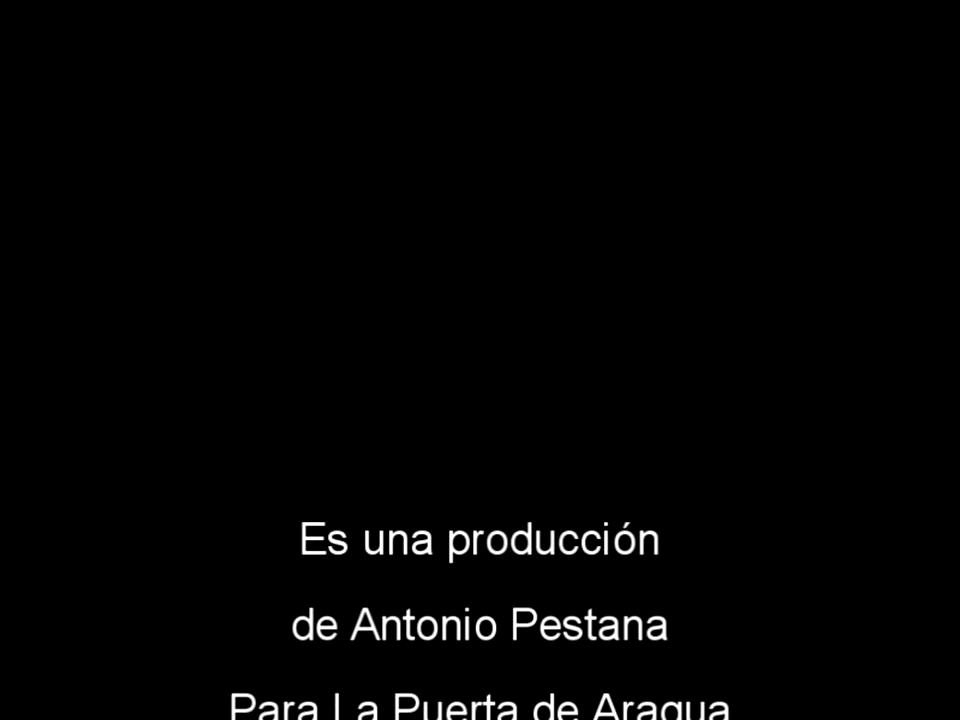 Es una producción
de Antonio Pestana
Para La Puerta de Aragua